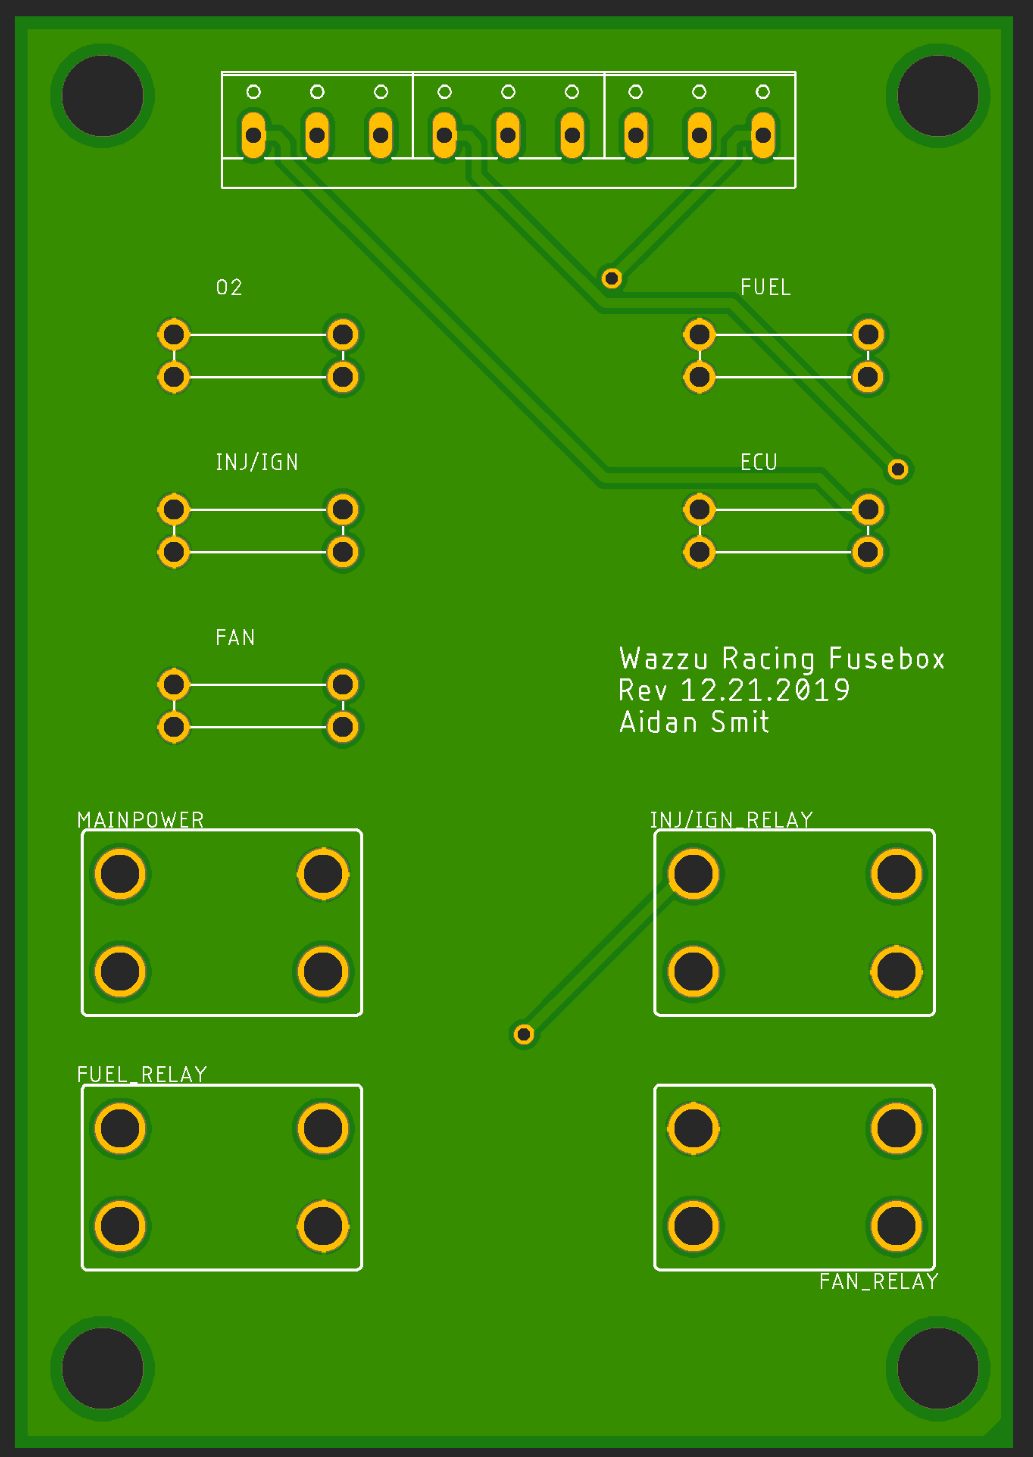 O2
FUEL
INJ/IGN
ECU
FAN
Wazzu Racing Fusebox
Rev 12.21.2019
Aidan Smit
MAINPOWER
INJ/IGN_RELAY
FUEL_RELAY
FAN_RELAY